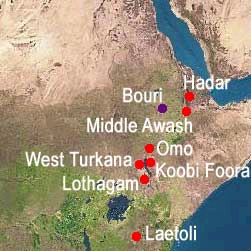 Hadar
Bouri
Middle Awash
Omo
West Turkana
Koobi Foora
Lothagam
Laetoli